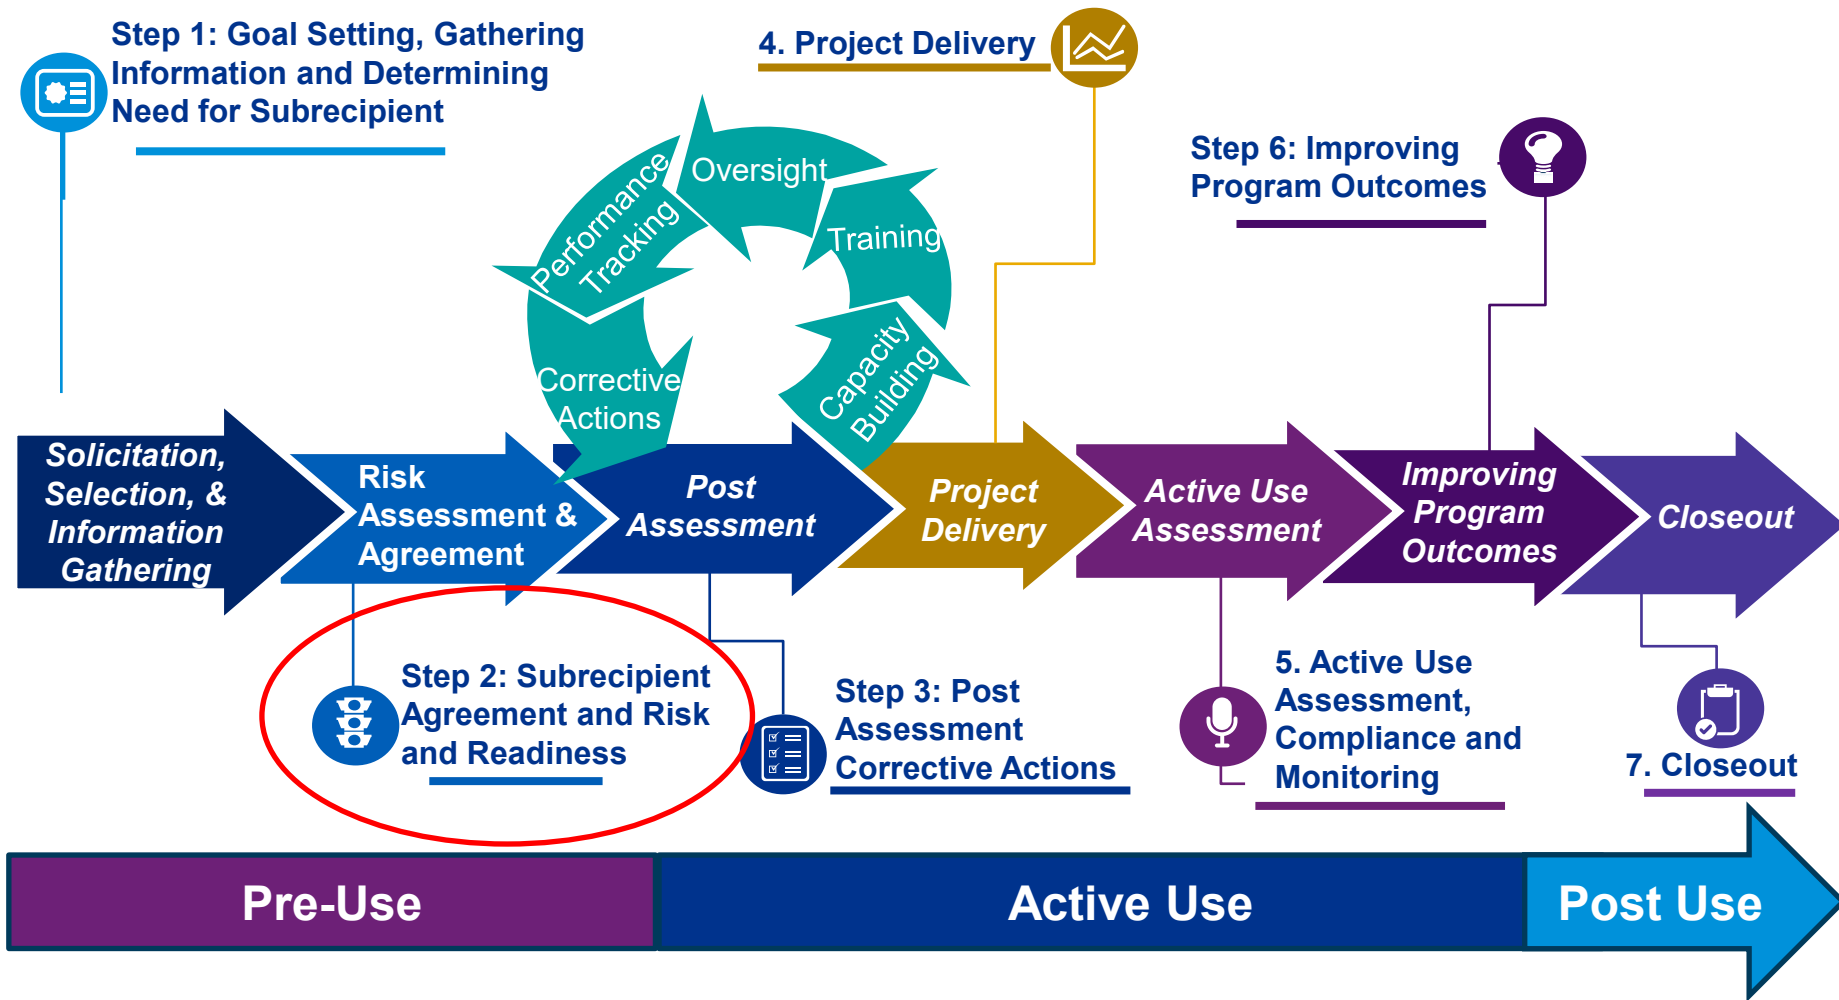 Step 1: Goal Setting, Gathering
Information and Determining
Need for Subrecipient
4. Project Delivery
Step 6: Improving
Program Outcomes
Performance
Tracking
Oversight
Training
Capacity
Building
Corrective
Actions
Solicitation,
Selection, &
Information
Gathering
Risk
Assessment &
Agreement
Post
Assessment
Project
Delivery
Active Use
Assessment
Improving
Program
Outcomes
Closeout
Step 2: Subrecipient
Agreement and Risk
and Readiness
Step 3: Post
Assessment
Corrective Actions
5. Active Use
Assessment,
Compliance and
Monitoring
7. Closeout
Pre-Use
Active Use
Post Use